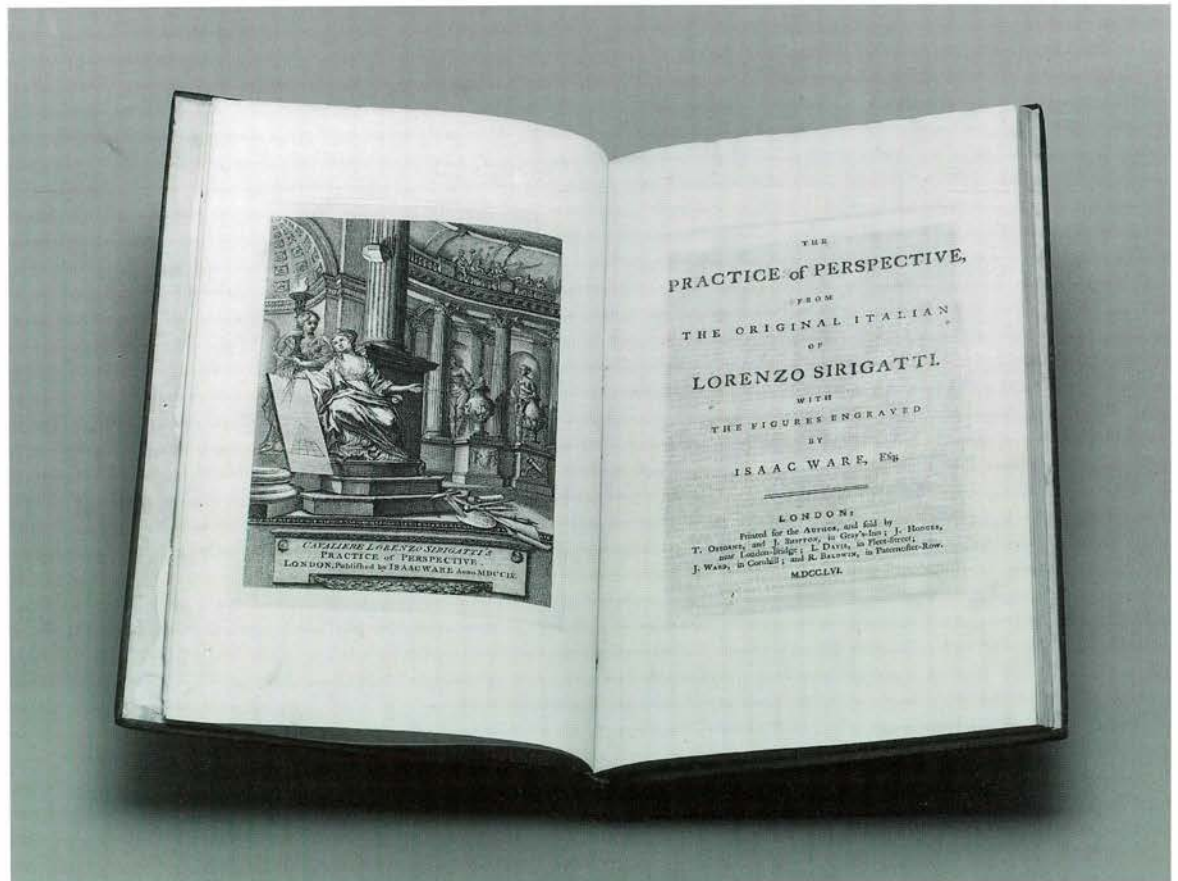 CAVALIERE LORENZO SIRIGATTI'S
PRACTICE of PERSPECTIVE.
LONDON, Published by ISAAC WARE Anno
THE
PRACTICE of PERSPECTIVE,
FROM
THE ORIGINAL ITALIAN
OF
LORENZO SIRIGATTI.
WITH
THE FIGURES ENGRAVED
BY
ISAAC WARE, Esq.
LONDON:
Printed for the AUTHOR, and sold by
T. OSBORNE, and J. SHIPTON, in Gray's-Inn; J. HODGES,
near London-Bridge; L. DAVIS, in Fleet-Street;
J. WARD, in Cornhill; and R. BALDWIN, in Paternoster-Row.
M.DCC.LVI.